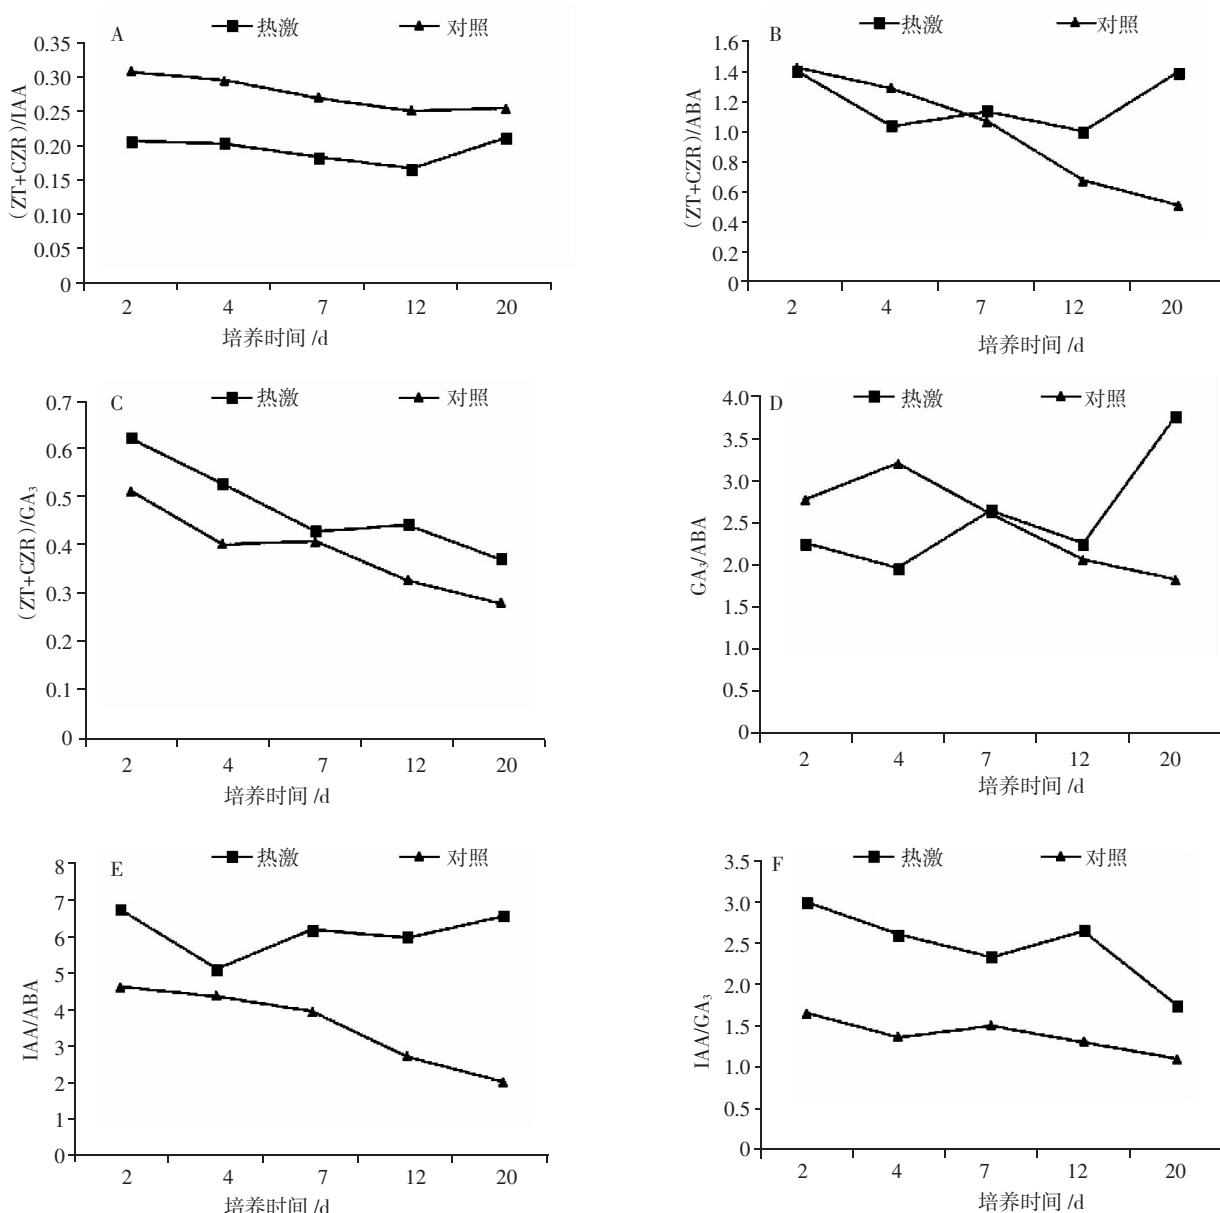 A
热激
对照
(ZT+CZR)/IAA
0.35
0.30
0.25
0.20
0.15
0.10
0.05
0
2 4 7 12 20
培养时间 /d
B
热激
对照
(ZT+CZR)/ABA
1.6
1.4
1.2
1.0
0.8
0.6
0.4
0.2
0
2 4 7 12 20
培养时间 /d
C
热激
对照
(ZT+CZR)/GA₃
0.7
0.6
0.5
0.4
0.3
0.2
0.1
0
2 4 7 12 20
培养时间 /d
D
热激
对照
GA₃/ABA
4.0
3.5
3.0
2.5
2.0
1.5
1.0
0.5
0
2 4 7 12 20
培养时间 /d
E
热激
对照
IAA/ABA
8
7
6
5
4
3
2
1
0
2 4 7 12 20
培养时间 /d
F
热激
对照
IAA/GA₃
3.5
3.0
2.5
2.0
1.5
1.0
0.5
0
2 4 7 12 20
培养时间 /d